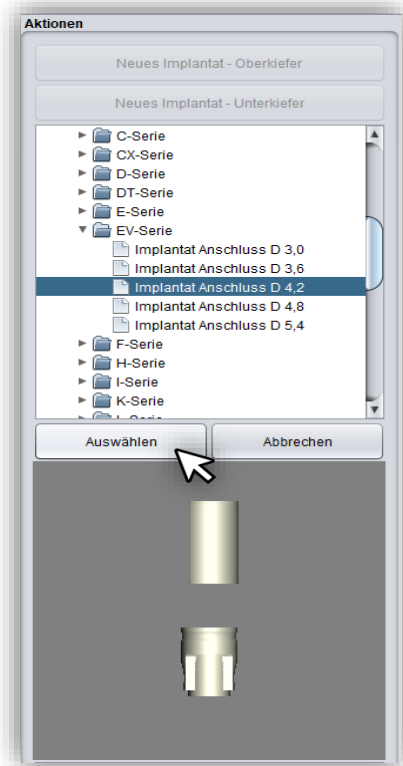 Aktionen
Neues Implantat - Oberkiefer
Neues Implantat - Unterkiefer
C-Serie
CX-Serie
D-Serie
DT-Serie
E-Serie
EV-Serie
Implantat Anschluss D 3,0
Implantat Anschluss D 3,6
Implantat Anschluss D 4,2
Implantat Anschluss D 4,8
Implantat Anschluss D 5,4
F-Serie
H-Serie
I-Serie
K-Serie
Auswählen Abbrechen